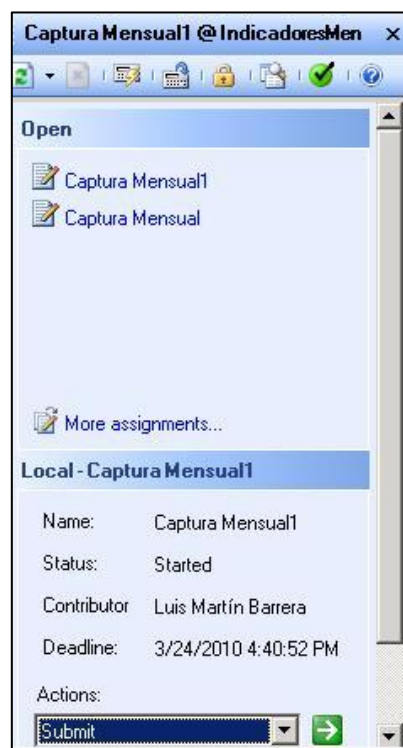 Captura Mensual1 @ IndicadoresMen
Open
Captura Mensual1
Captura Mensual
More assignments...
Local - Captura Mensual1
Name: Captura Mensual1
Status: Started
Contributor Luis Martín Barrera
Deadline: 3/24/2010 4:40:52 PM
Actions:
Submit